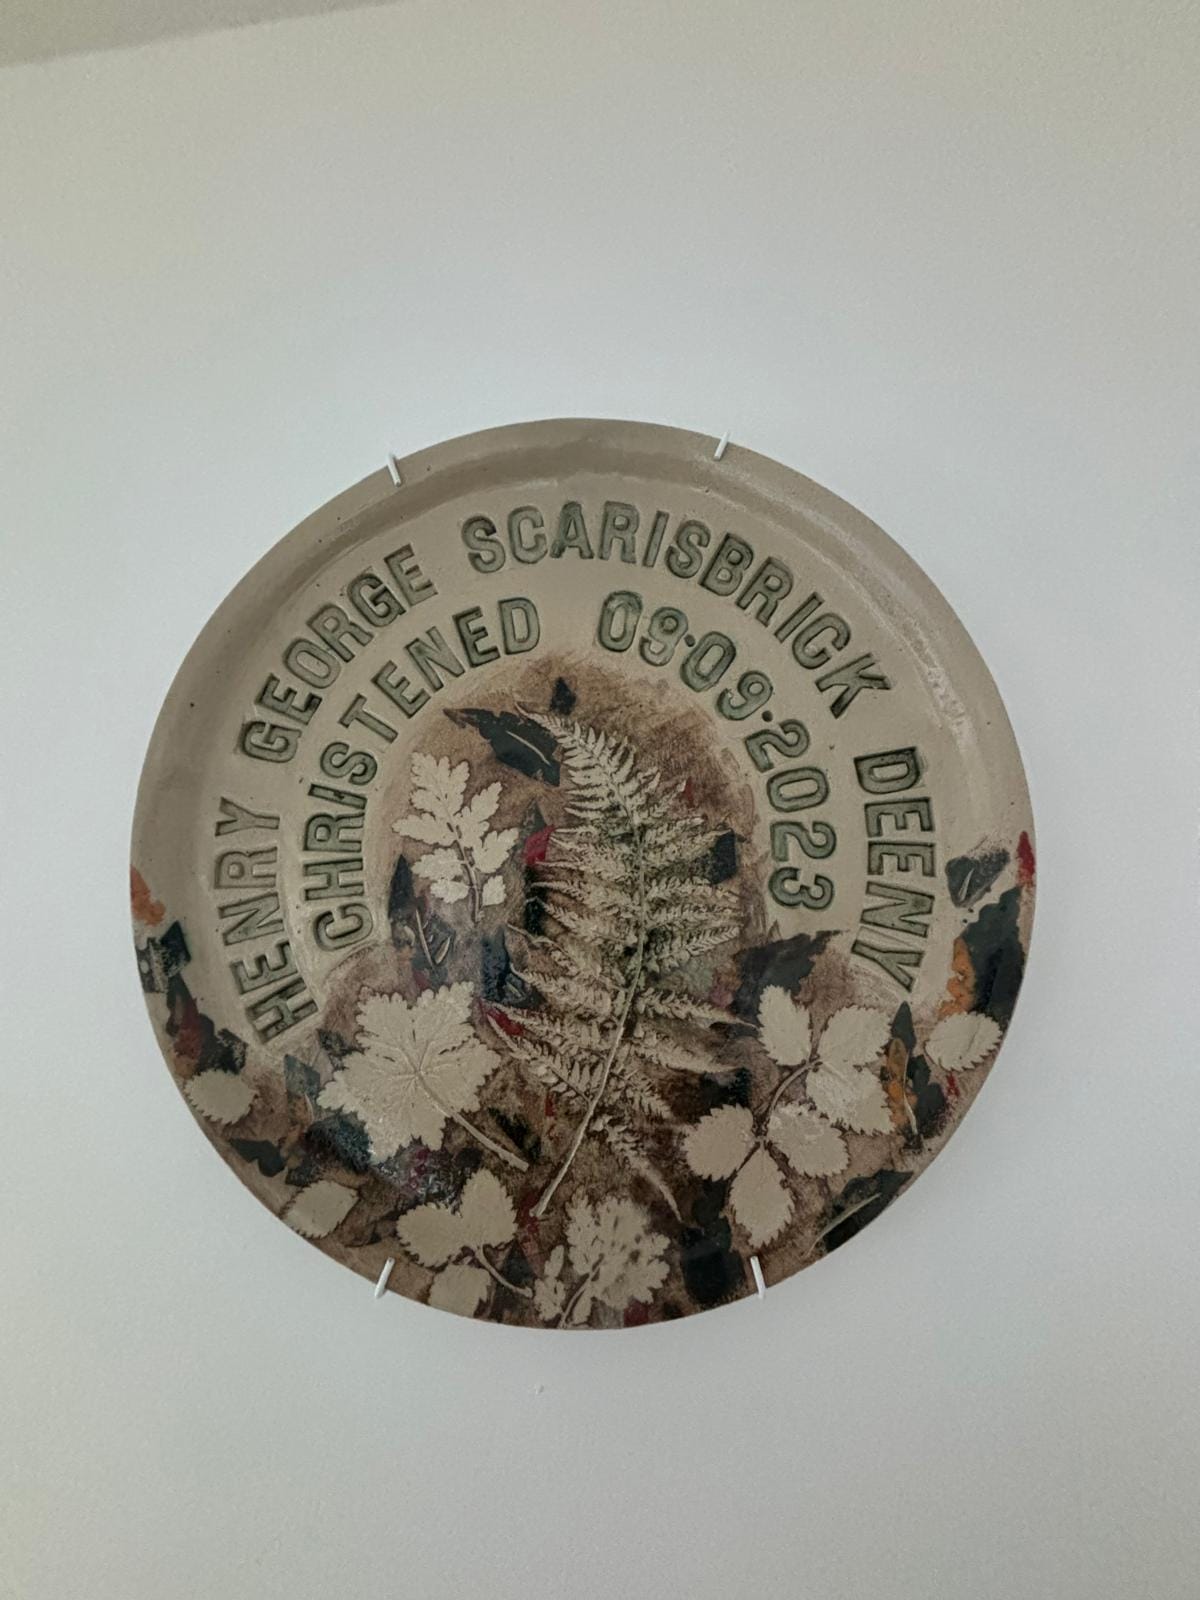 HENRY GEORGE SCARISBRICK DEENY
CHRISTENED 09·09·2023